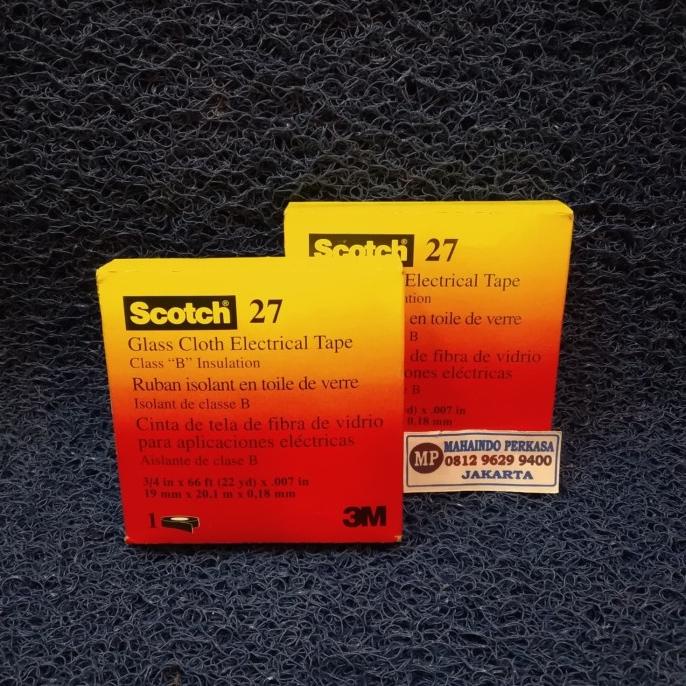 Scotch® 27
Glass Cloth Electrical Tape
Class "B" Insulation
Ruban isolant en toile de verre
Isolant de classe B
Cinta de tela de fibra de vidrio
para aplicaciones eléctricas
Aislante de clase B
3/4 in x 66 ft (22 yd) x .007 in
19 mm x 20,1 m x 0,18 mm
1
3M
Scotch® 27
Electrical Tape
en toile de verre
B
de fibra de vidrio
eléctricas
B
x .007 in
0,18 mm
MP
MAHAINDO PERKASA
0812 9629 9400
JAKARTA